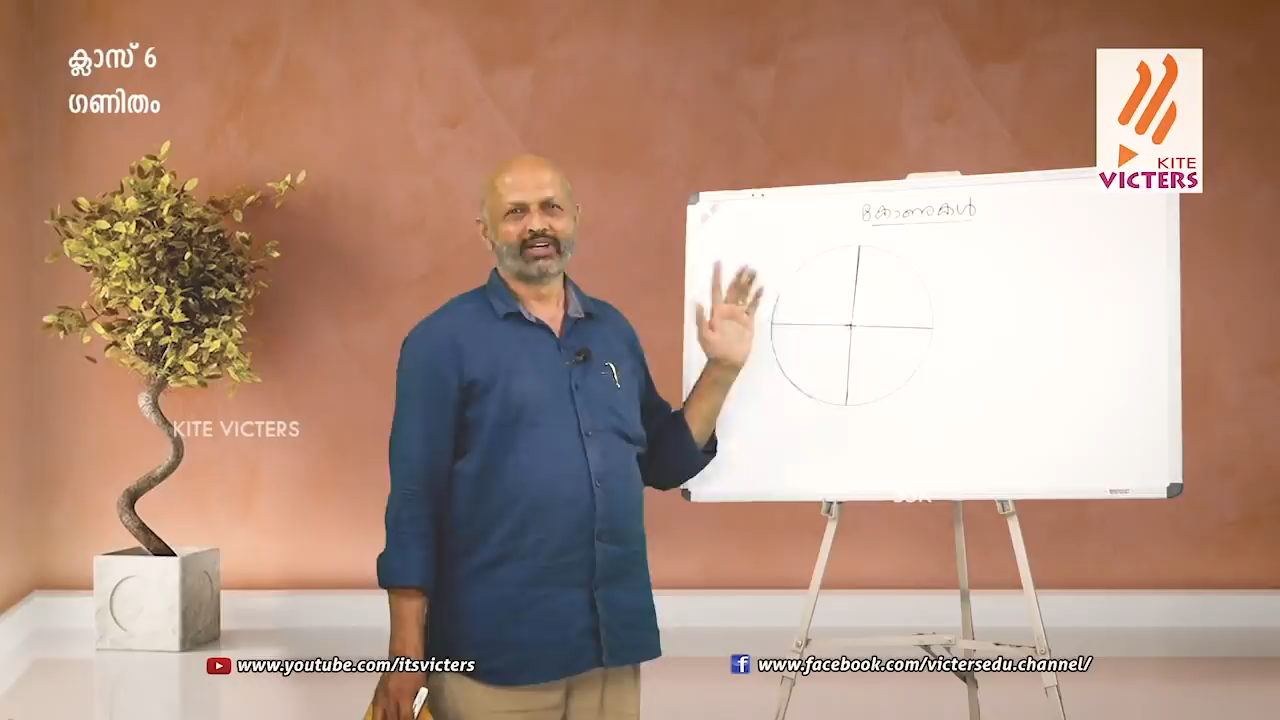 ക്ലാസ് 6
ഗണിതം
KITE
VICTERS
കോണുകൾ
KITE VICTERS
www.youtube.com/itsvicters
www.facebook.com/victersedu.channel/